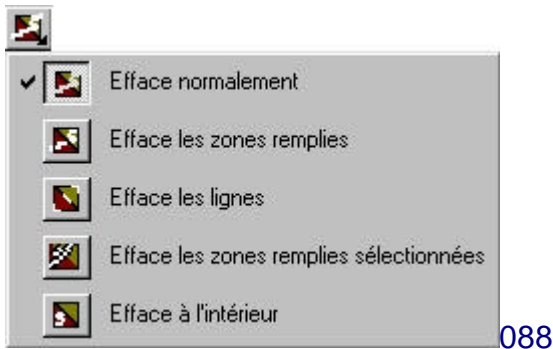 Efface normalement
Efface les zones remplies
Efface les lignes
Efface les zones remplies sélectionnées
Efface à l'intérieur
088